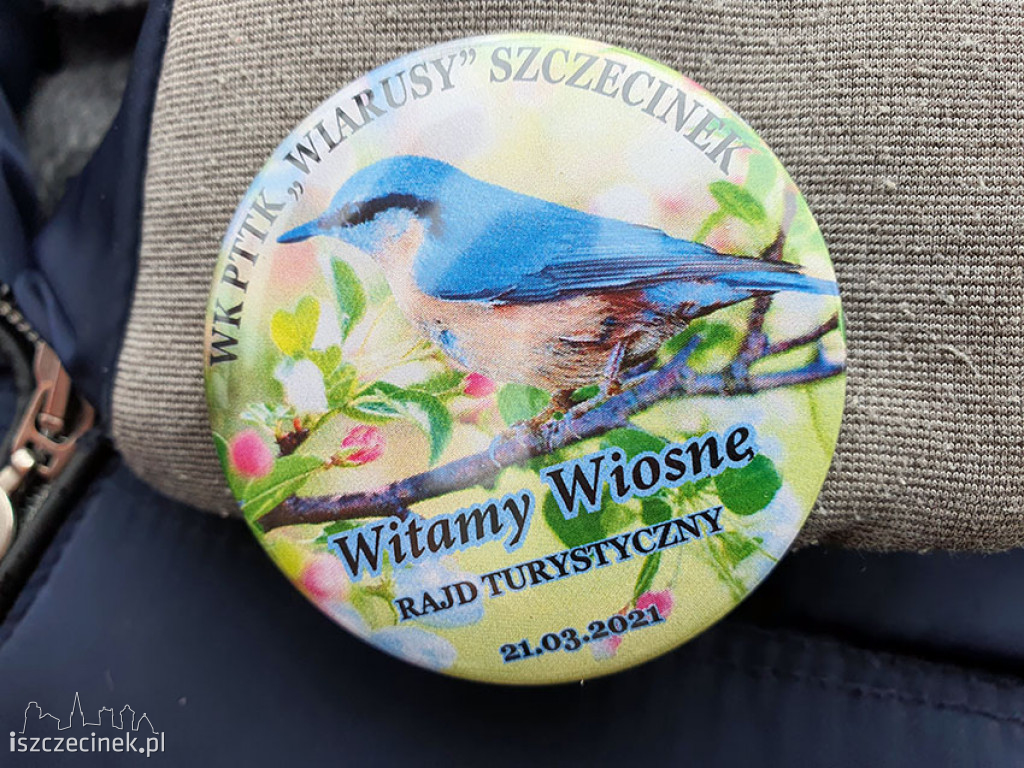 WK PTTK „WIARUSY” SZCZECINEK
Witamy Wiosnę
RAJD TURYSTYCZNY
21.03.2021
iszczecinek.pl